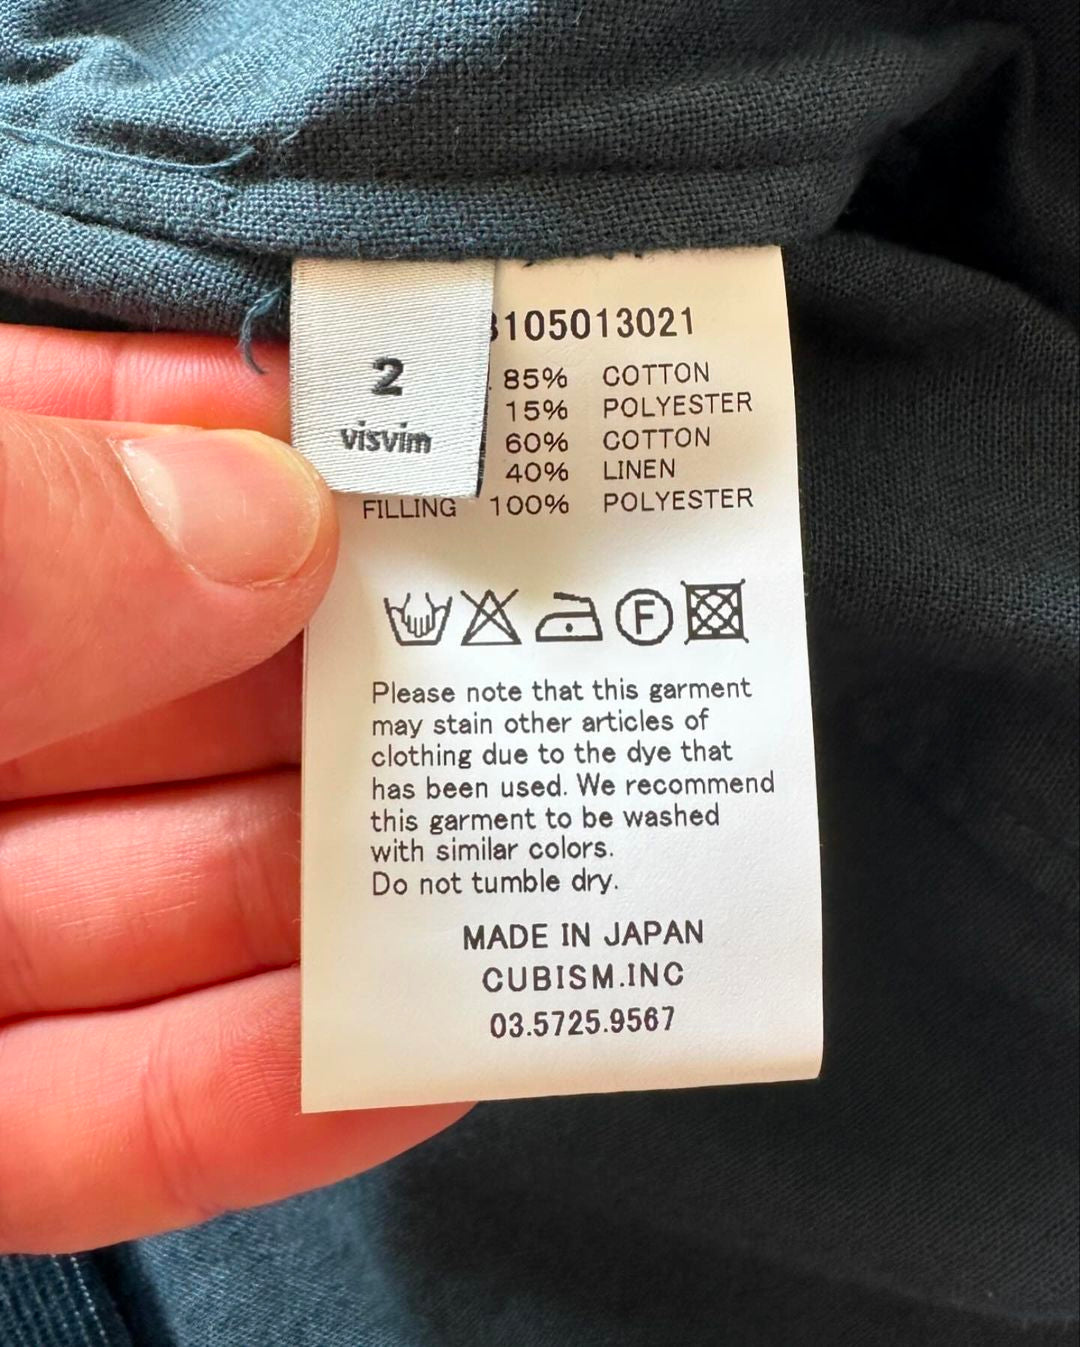 2
visvim
3105013021
85% COTTON
15% POLYESTER
60% COTTON
40% LINEN
FILLING 100% POLYESTER
F
Please note that this garment
may stain other articles of
clothing due to the dye that
has been used. We recommend
this garment to be washed
with similar colors.
Do not tumble dry.
MADE IN JAPAN
CUBISM.INC
03.5725.9567